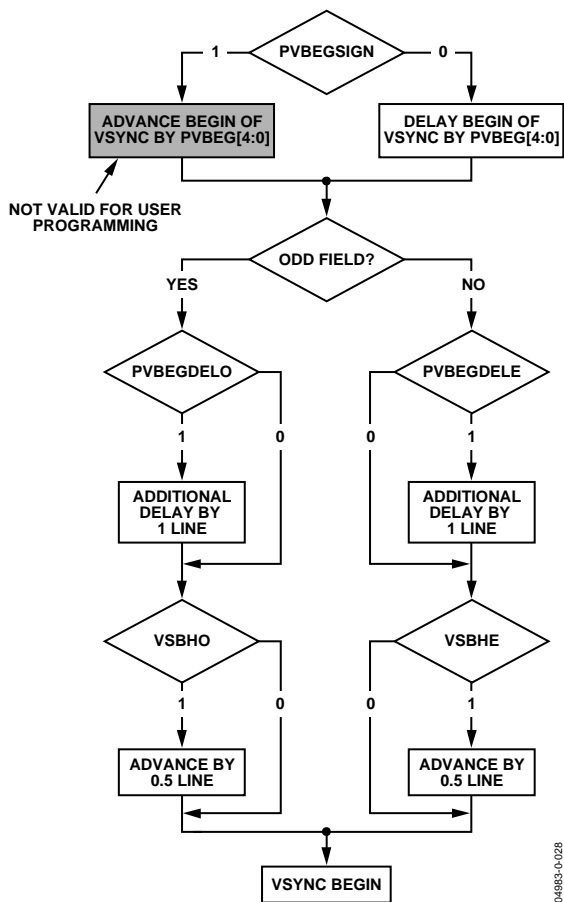 PVBEGSIGN
1
0
ADVANCE BEGIN OF
VSYNC BY PVBEG[4:0]
DELAY BEGIN OF
VSYNC BY PVBEG[4:0]
NOT VALID FOR USER
PROGRAMMING
ODD FIELD?
YES
NO
PVBEGDELO
PVBEGDELE
1
0
0
1
ADDITIONAL
DELAY BY
1 LINE
ADDITIONAL
DELAY BY
1 LINE
VSBHO
VSBHE
1
0
0
1
ADVANCE BY
0.5 LINE
ADVANCE BY
0.5 LINE
VSYNC BEGIN
04983-0-028